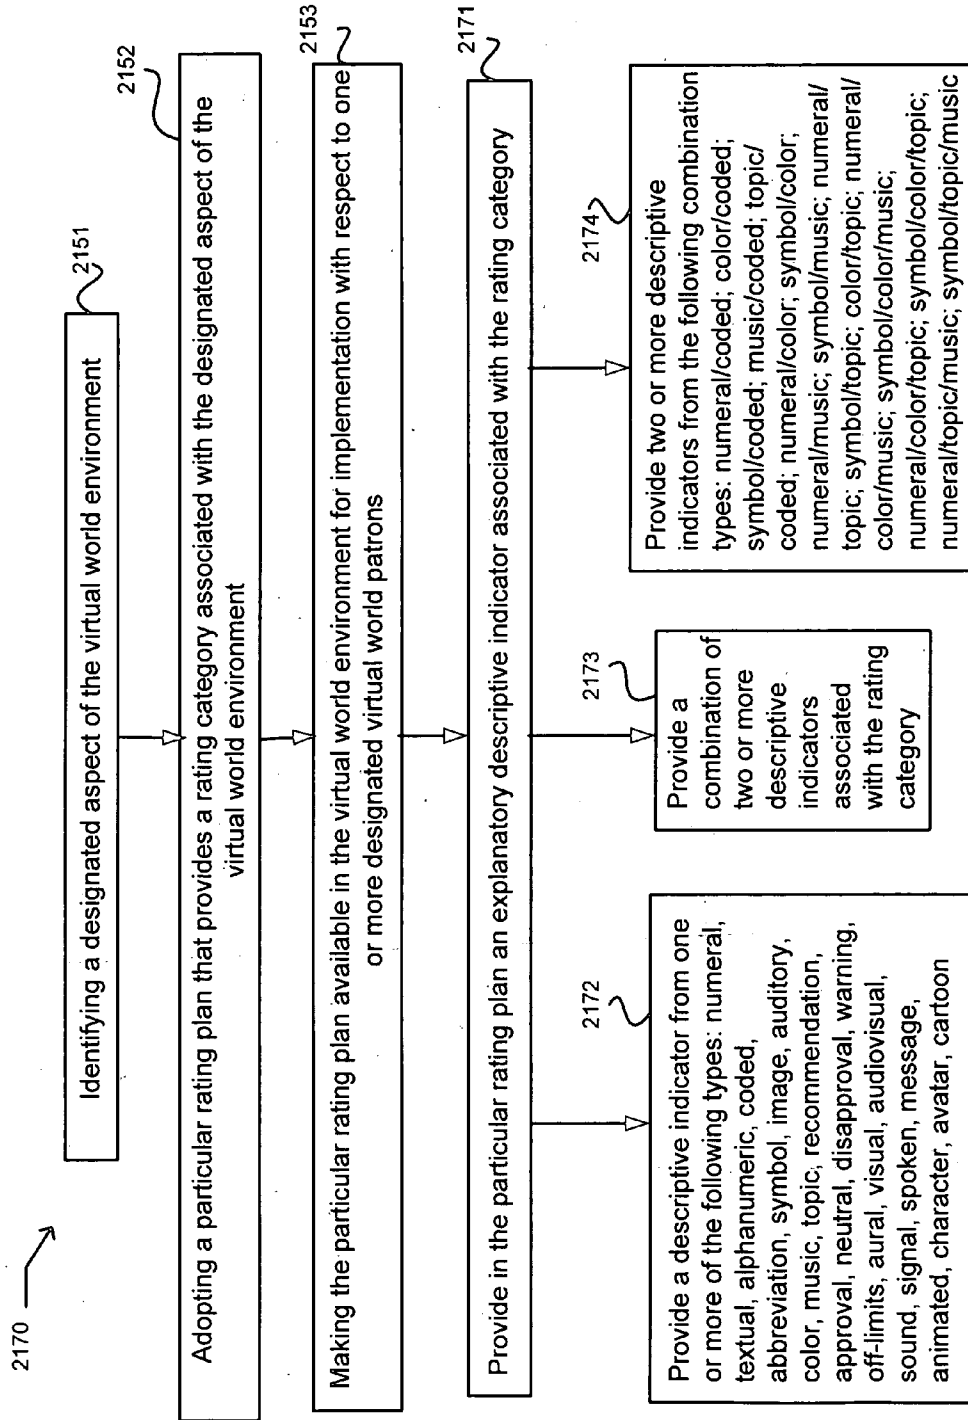 2170
2151
Identifying a designated aspect of the virtual world environment
2152
Adopting a particular rating plan that provides a rating category associated with the designated aspect of the
virtual world environment
2153
Making the particular rating plan available in the virtual world environment for implementation with respect to one
or more designated virtual world patrons
2171
Provide in the particular rating plan an explanatory descriptive indicator associated with the rating category
2172
Provide a descriptive indicator from one
or more of the following types: numeral,
textual, alphanumeric, coded,
abbreviation, symbol, image, auditory,
color, music, topic, recommendation,
approval, neutral, disapproval, warning,
off-limits, aural, visual, audiovisual,
sound, signal, spoken, message,
animated, character, avatar, cartoon
2173
Provide a
combination of
two or more
descriptive
indicators
associated
with the rating
category
2174
Provide two or more descriptive
indicators from the following combination
types: numeral/coded; color/coded;
symbol/coded; music/coded; topic/
coded; numeral/color; symbol/color;
numeral/music; symbol/music; numeral/
topic; symbol/topic; color/topic; numeral/
color/music; symbol/color/music;
numeral/color/topic; symbol/color/topic;
numeral/topic/music; symbol/topic/music